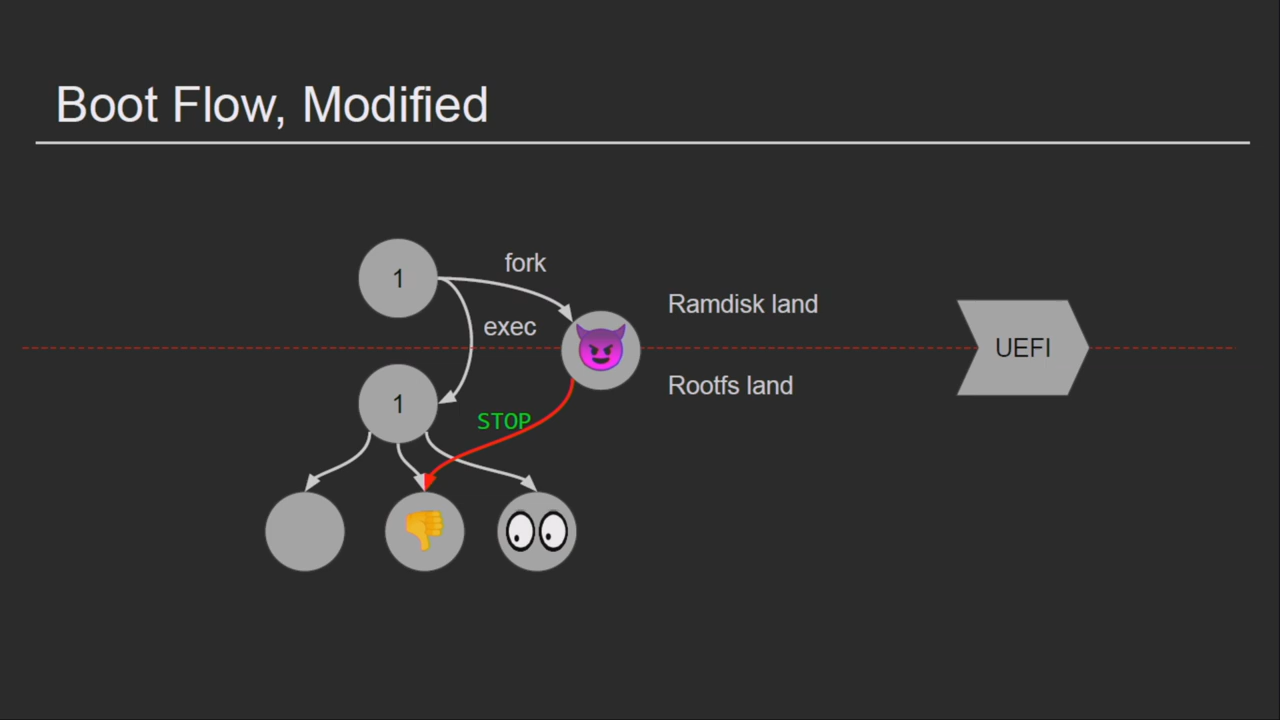 Boot Flow, Modified
1
fork
exec
Ramdisk land
UEFI
Rootfs land
1
STOP